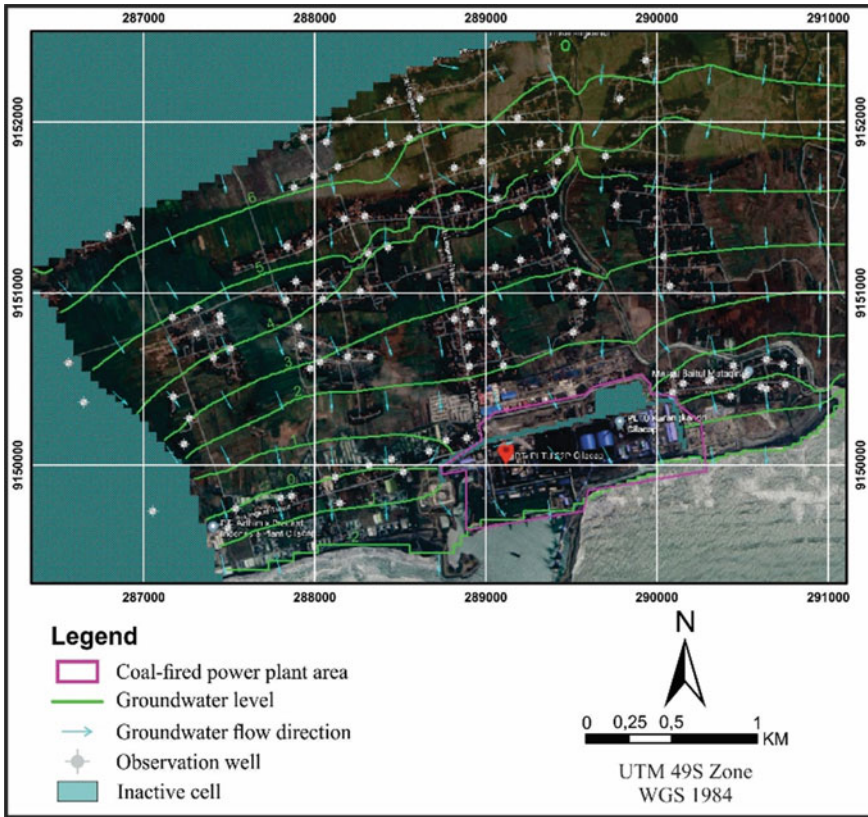 287000 288000 289000 290000 291000
9152000 9152000
0
6
5
9151000 9151000
4
3
2
9150000 9150000
0
-2
287000 288000 289000 290000 291000
Legend
Coal-fired power plant area
Groundwater level
Groundwater flow direction
Observation well
Inactive cell
N
0 0,25 0,5 1
KM
UTM 49S Zone
WGS 1984